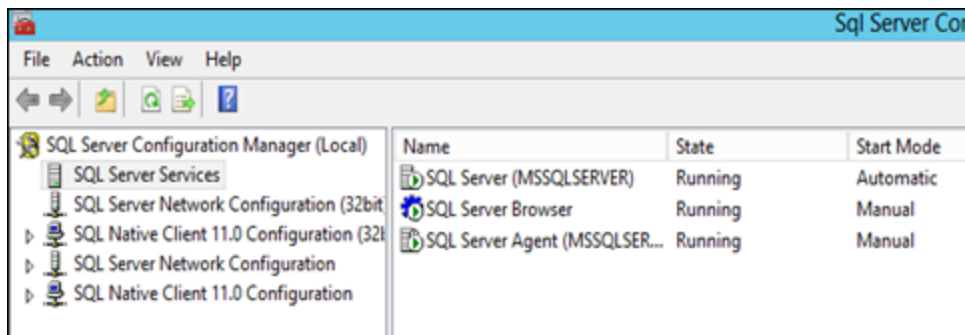 Sql Server Con
File Action View Help
SQL Server Configuration Manager (Local)
SQL Server Services
SQL Server Network Configuration (32bit
SQL Native Client 11.0 Configuration (32b
SQL Server Network Configuration
SQL Native Client 11.0 Configuration
Name State Start Mode
SQL Server (MSSQLSERVER) Running Automatic
SQL Server Browser Running Manual
SQL Server Agent (MSSQLSER... Running Manual